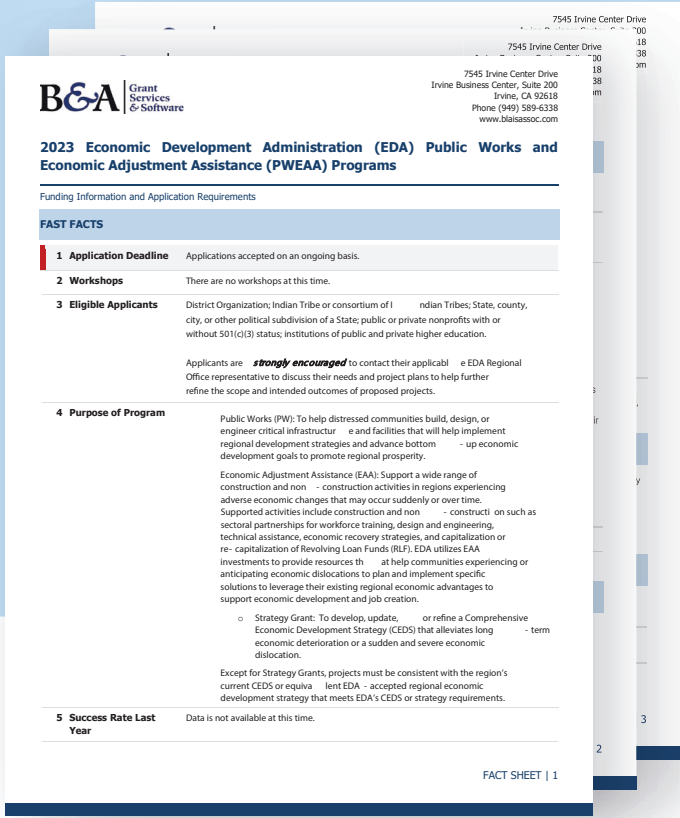 7545 Irvine Center Drive
7545 Irvine Center Drive
B&A Grant
Services
& Software
7545 Irvine Center Drive
Irvine Business Center, Suite 200
Irvine, CA 92618
Phone (949) 589-6338
www.blaisassoc.com
2023 Economic Development Administration (EDA) Public Works and
Economic Adjustment Assistance (PWEAA) Programs
Funding Information and Application Requirements
FAST FACTS
1 Application Deadline Applications accepted on an ongoing basis.
2 Workshops There are no workshops at this time.
3 Eligible Applicants District Organization; Indian Tribe or consortium of I ndian Tribes; State, county,
city, or other political subdivision of a State; public or private nonprofits with or
without 501(c)(3) status; institutions of public and private higher education.
Applicants are strongly encouraged to contact their applicabl e EDA Regional
Office representative to discuss their needs and project plans to help further
refine the scope and intended outcomes of proposed projects.
4 Purpose of Program
Public Works (PW): To help distressed communities build, design, or
engineer critical infrastructur e and facilities that will help implement
regional development strategies and advance bottom - up economic
development goals to promote regional prosperity.
Economic Adjustment Assistance (EAA): Support a wide range of
construction and non - construction activities in regions experiencing
adverse economic changes that may occur suddenly or over time.
Supported activities include construction and non - constructi on such as
sectoral partnerships for workforce training, design and engineering,
technical assistance, economic recovery strategies, and capitalization or
re- capitalization of Revolving Loan Funds (RLF). EDA utilizes EAA
investments to provide resources th at help communities experiencing or
anticipating economic dislocations to plan and implement specific
solutions to leverage their existing regional economic advantages to
support economic development and job creation.
o Strategy Grant: To develop, update, or refine a Comprehensive
Economic Development Strategy (CEDS) that alleviates long - term
economic deterioration or a sudden and severe economic
dislocation.
Except for Strategy Grants, projects must be consistent with the region's
current CEDS or equiva lent EDA - accepted regional economic
development strategy that meets EDA's CEDS or strategy requirements.
5 Success Rate Last Data is not available at this time.
Year
FACT SHEET | 1
2
3